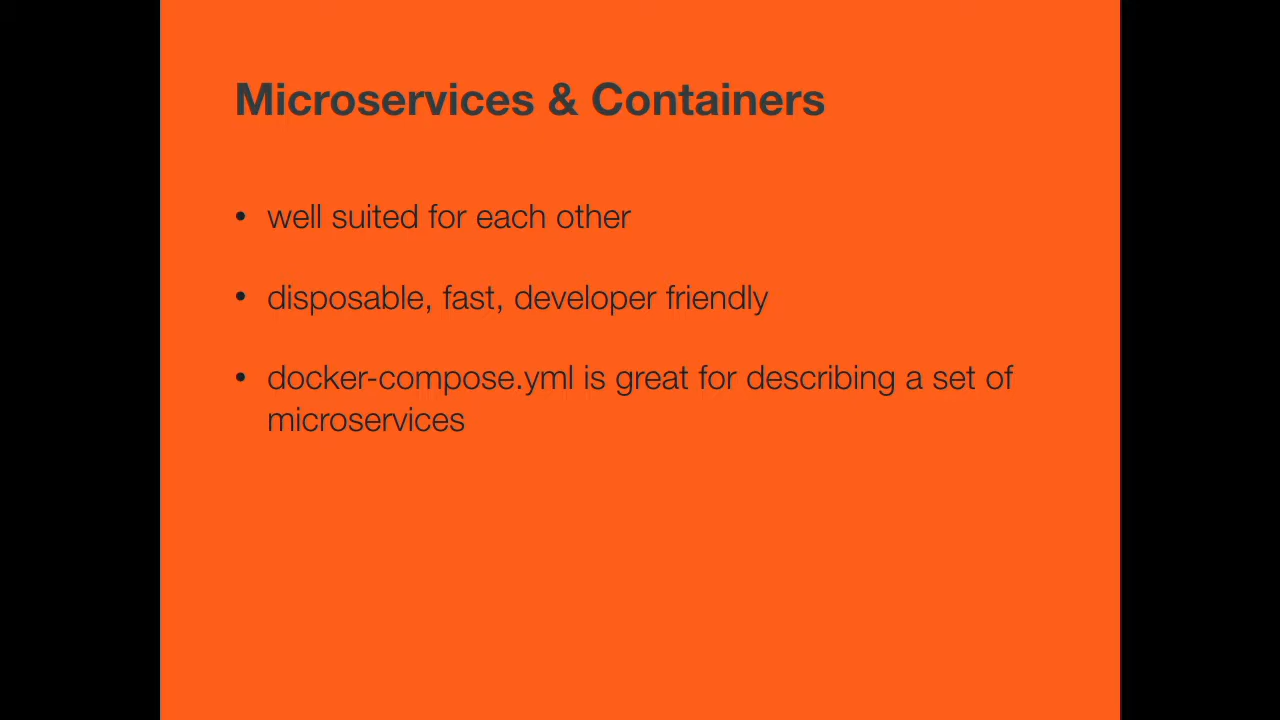 Microservices & Containers
• well suited for each other
• disposable, fast, developer friendly
• docker-compose.yml is great for describing a set of
microservices